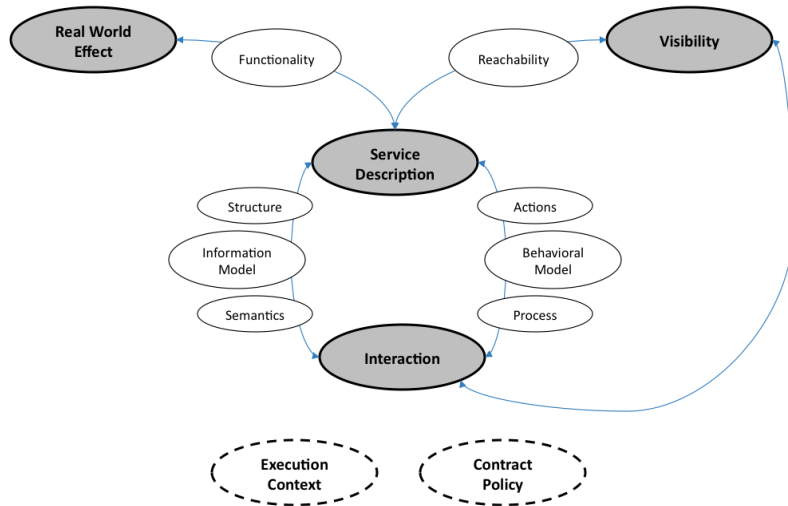 Real World
Effect
Functionality
Reachability
Visibility
Service
Description
Structure
Actions
Information
Model
Behavioral
Model
Semantics
Process
Interaction
Execution
Context
Contract
Policy